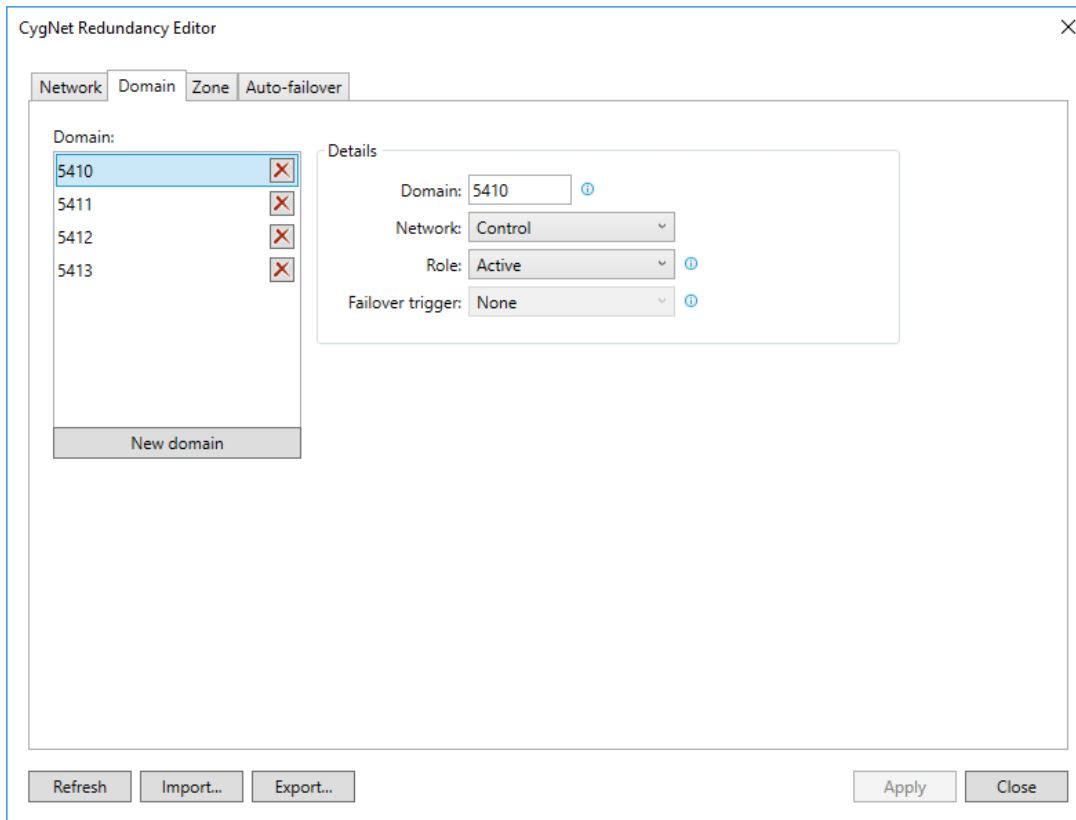 CygNet Redundancy Editor
Network Domain Zone Auto-failover
Domain:
5410
5411
5412
5413
New domain
Details
Domain: 5410
Network: Control
Role: Active
Failover trigger: None
Refresh Import... Export... Apply Close